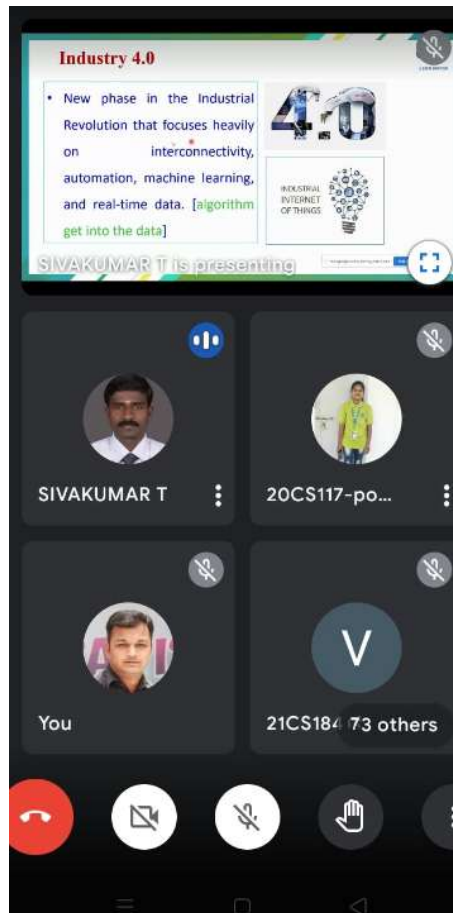 Industry 4.0
• New phase in the Industrial
Revolution that focuses heavily
on interconnectivity,
automation, machine learning,
and real-time data. [algorithm
get into the data]
4.0
INDUSTRIAL
INTERNET
OF THINGS
SIVAKUMAR T is presenting
SIVAKUMAR T
20CS117-po...
You
V
21CS184
73 others